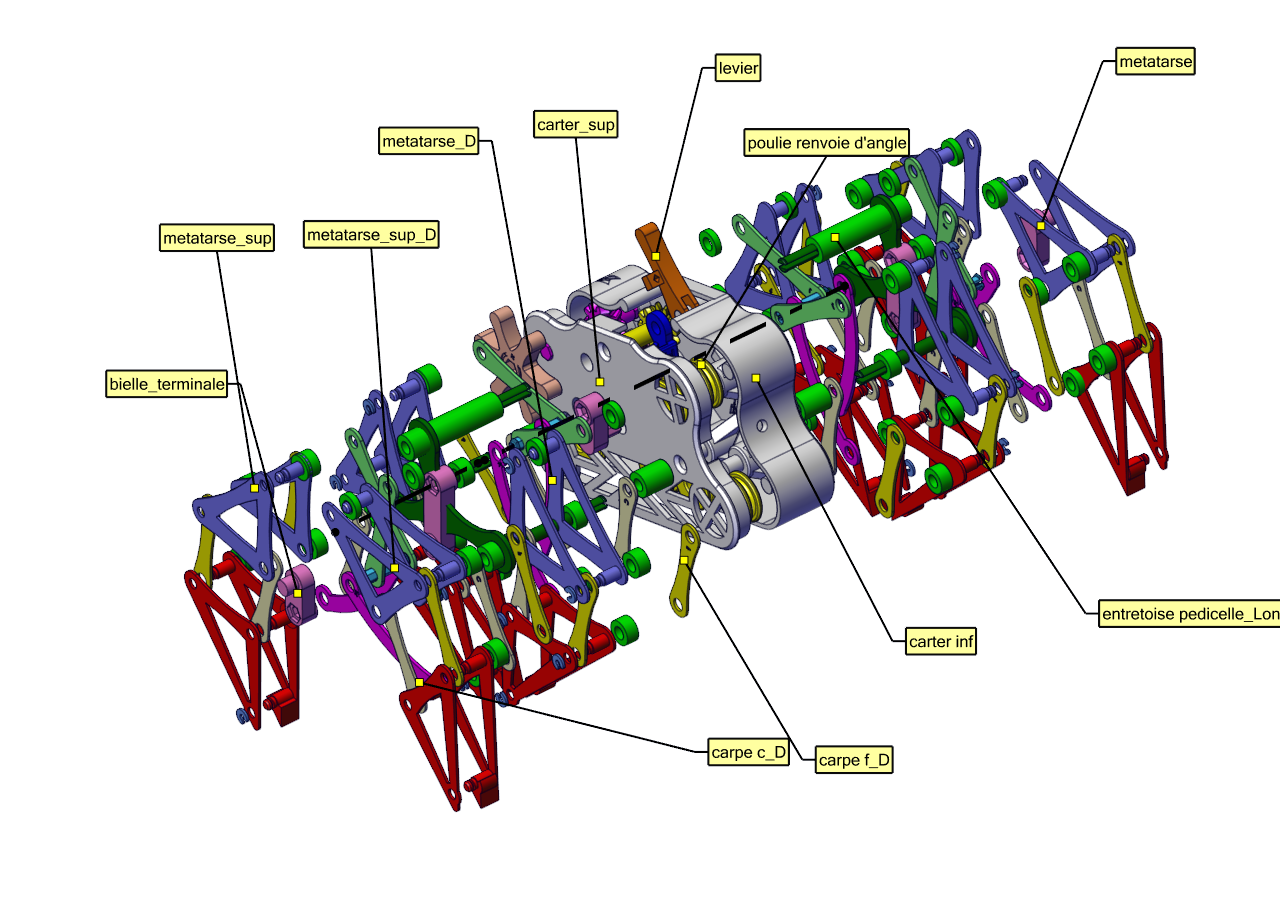 levier
metatarse
carter_sup
metatarse_D
poulie renvoie d'angle
metatarse_sup
metatarse_sup_D
bielle_terminale
entretoise pedicelle_Lon
carter inf
carpe c_D
carpe f_D